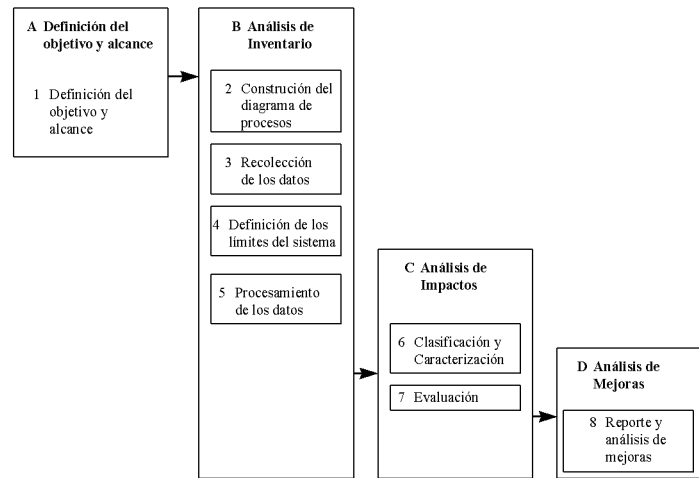 A Definición del
objetivo y alcance
1 Definición del
objetivo y
alcance
B Análisis de
Inventario
2 Construción del
diagrama de
procesos
3 Recolección
de los datos
4 Definición de los
límites del sistema
5 Procesamiento
de los datos
C Análisis de
Impactos
6 Clasificación y
Caracterización
7 Evaluación
D Análisis de
Mejoras
8 Reporte y
análisis de
mejoras